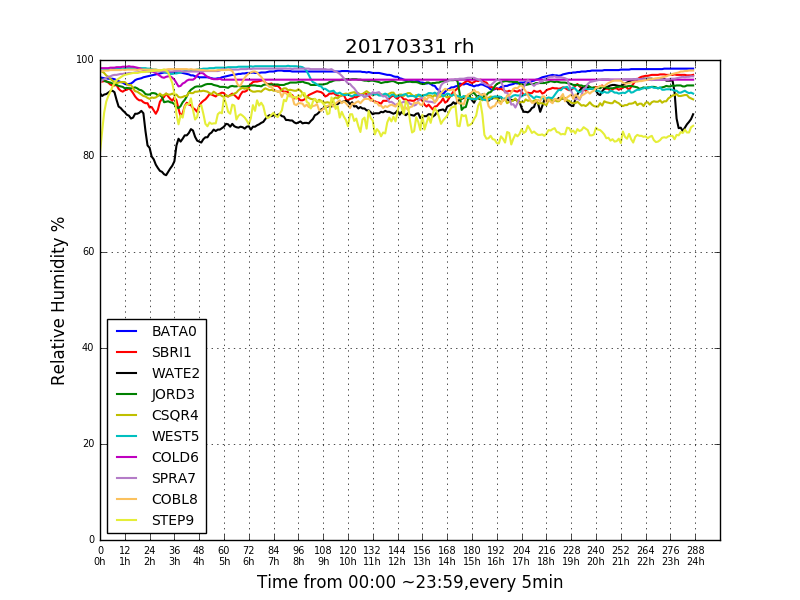 20170331 rh
100
80
60
40
20
0
Relative Humidity %
BATA0
SBRI1
WATE2
JORD3
CSQR4
WEST5
COLD6
SPRA7
COBL8
STEP9
0 12 24 36 48 60 72 84 96 108 120 132 144 156 168 180 192 204 216 228 240 252 264 276 288
0h 1h 2h 3h 4h 5h 6h 7h 8h 9h 10h 11h 12h 13h 14h 15h 16h 17h 18h 19h 20h 21h 22h 23h 24h
Time from 00:00 ~23:59,every 5min